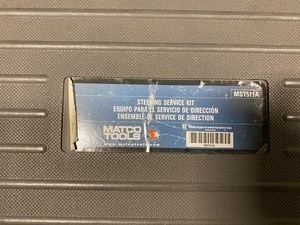 MST511A
STEERING SERVICE KIT
EQUIPO PARA EL SERVICIO DE DIRECCIÓN
ENSEMBLE DE SERVICE DE DIRECTION
MATCO
TOOLS
www.matcotools.com